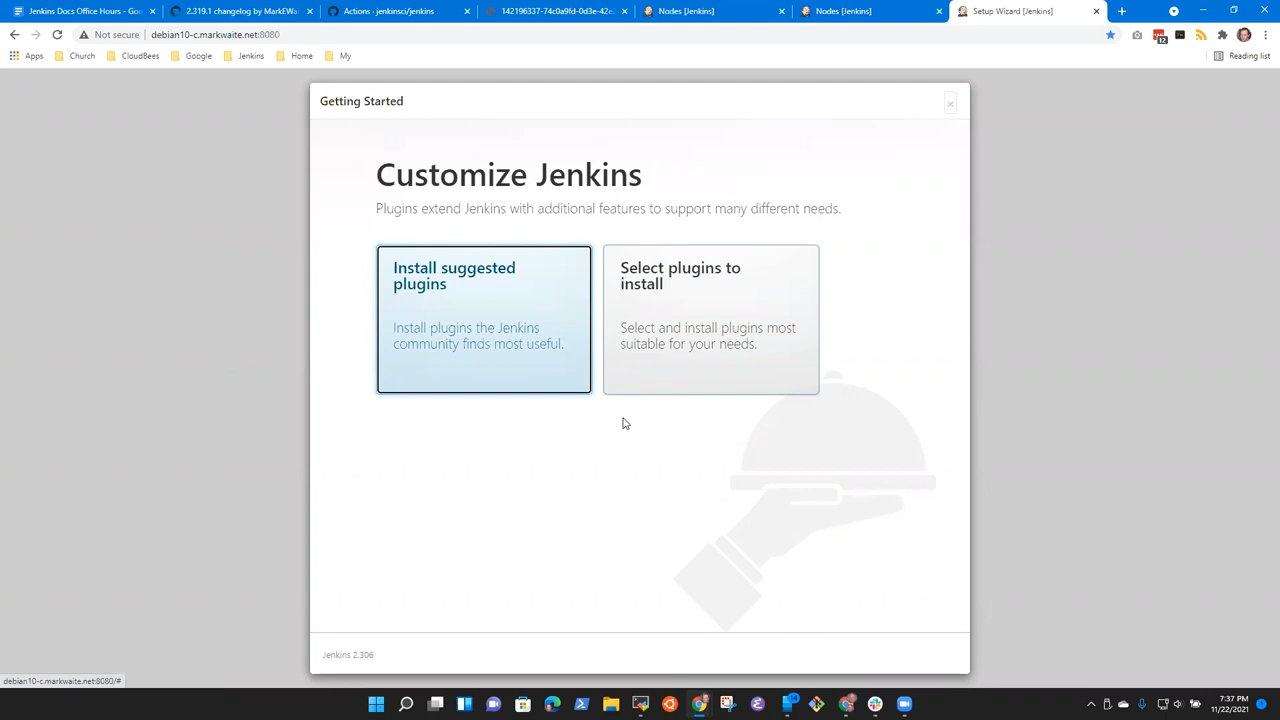 Jenkins Docs Office Hours - Goo
2.319.1 changelog by MarkEWai
Actions · jenkinsci/jenkins
142196337-74c0a9fd-0d3e-42e
Nodes [Jenkins]
Nodes [Jenkins]
Setup Wizard [Jenkins]
Not secure
debian10-c.markwaite.net:8080
12
Apps
Church
CloudBees
Google
Jenkins
Home
My
Reading list
Getting Started
×
Customize Jenkins
Plugins extend Jenkins with additional features to support many different needs.
Install suggested
plugins
Install plugins the Jenkins
community finds most useful.
Select plugins to
install
Select and install plugins most
suitable for your needs.
Jenkins 2.306
debian10-c.markwaite.net:8080/#
7:37 PM
11/22/2021